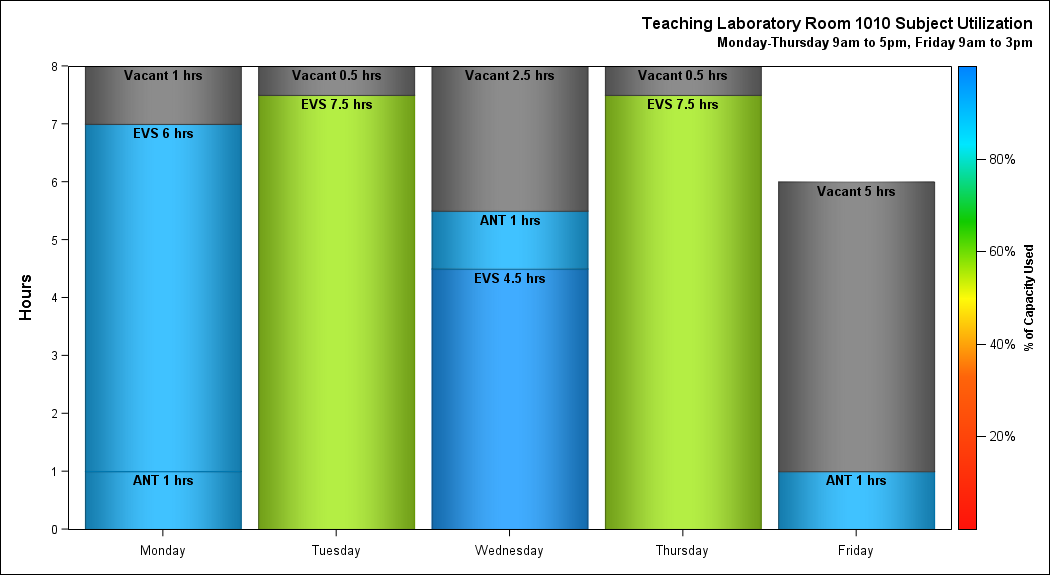 Teaching Laboratory Room 1010 Subject Utilization
Monday-Thursday 9am to 5pm, Friday 9am to 3pm
8
7
6
5
4
3
2
1
0
Hours
Vacant 1 hrs
EVS 6 hrs
ANT 1 hrs
Vacant 0.5 hrs
EVS 7.5 hrs
Vacant 2.5 hrs
ANT 1 hrs
EVS 4.5 hrs
Vacant 0.5 hrs
EVS 7.5 hrs
Vacant 5 hrs
ANT 1 hrs
Monday
Tuesday
Wednesday
Thursday
Friday
80%
60%
40%
20%
% of Capacity Used